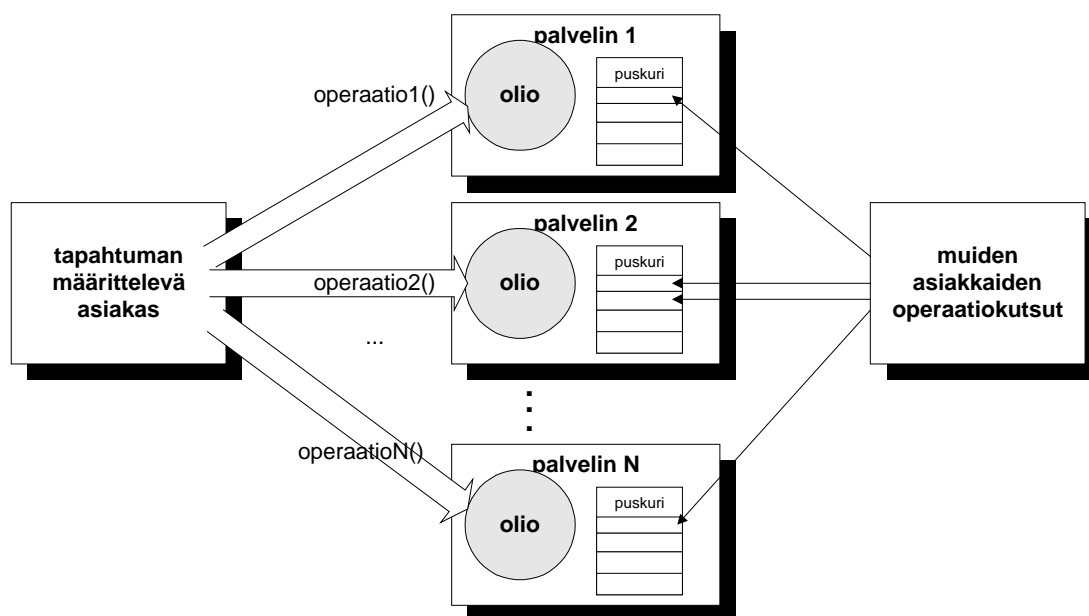 palvelin 1
puskuri
olio
operaatio1()
palvelin 2
puskuri
olio
operaatio2()
tapahtuman
määrittelevä
asiakas
muiden
asiakkaiden
operaatiokutsut
...
operaatioN()
palvelin N
puskuri
olio